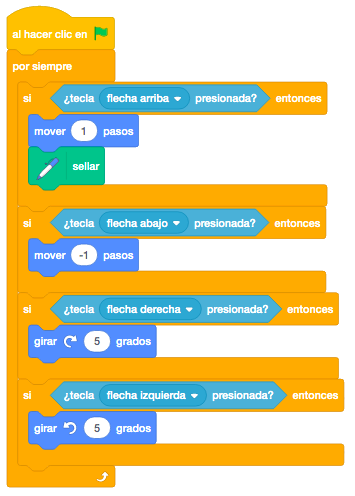 al hacer clic en
por siempre
si ¿tecla flecha arriba presionada? entonces
mover 1 pasos
sellar
si ¿tecla flecha abajo presionada? entonces
mover -1 pasos
si ¿tecla flecha derecha presionada? entonces
girar 5 grados
si ¿tecla flecha izquierda presionada? entonces
girar 5 grados